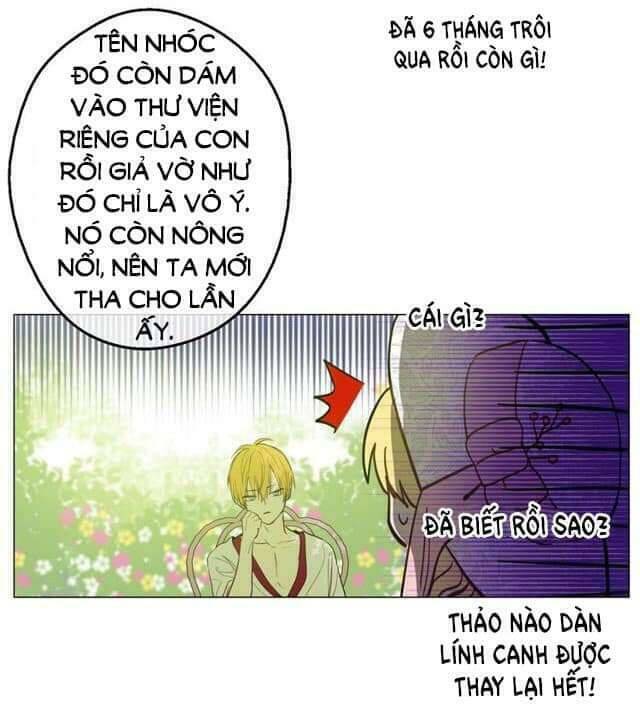 TÊN NHÓC
ĐÓ CÒN DÁM
VÀO THƯ VIỆN
RIÊNG CỦA CON
RỒI GIẢ VỜ NHƯ
ĐÓ CHỈ LÀ VÔ Ý.
NÓ CÒN NÔNG
NỔI, NÊN TA MỚI
THA CHO LẦN
ẤY.
ĐÃ 6 THÁNG TRÔI
QUA RỒI CÒN GÌ!
CÁI GÌ?
ĐÃ BIẾT RỒI SAO?
THẢO NÀO DÀN
LÍNH CANH ĐƯỢC
THAY LẠI HẾT!